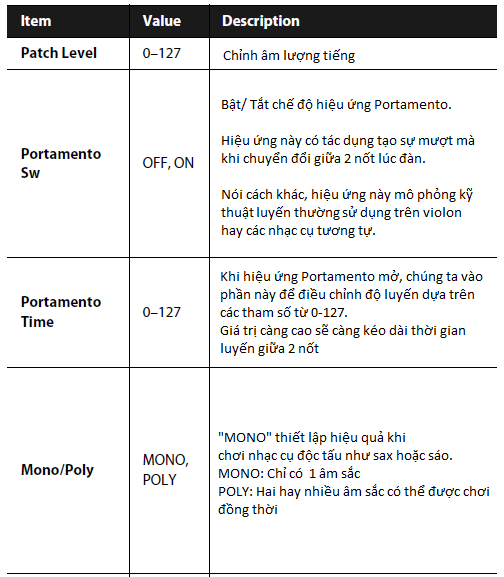 Item Value Description
Patch Level 0–127 Chỉnh âm lượng tiếng
Portamento Sw
OFF, ON
Bật/ Tắt chế độ hiệu ứng Portamento.
Hiệu ứng này có tác dụng tạo sự mượt mà
khi chuyển đổi giữa 2 nốt lúc đàn.
Nói cách khác, hiệu ứng này mô phỏng kỹ
thuật luyến thường sử dụng trên violon
hay các nhạc cụ tương tự.
Portamento
Time
0–127
Khi hiệu ứng Portamento mở, chúng ta vào
phần này để điều chỉnh độ luyến dựa trên
các tham số từ 0-127.
Giá trị càng cao sẽ càng kéo dài thời gian
luyến giữa 2 nốt
Mono/Poly
MONO,
POLY
"MONO" thiết lập hiệu quả khi
chơi nhạc cụ độc tấu như sax hoặc sáo.
MONO: Chỉ có 1 âm sắc
POLY: Hai hay nhiều âm sắc có thể được chơi
đồng thời